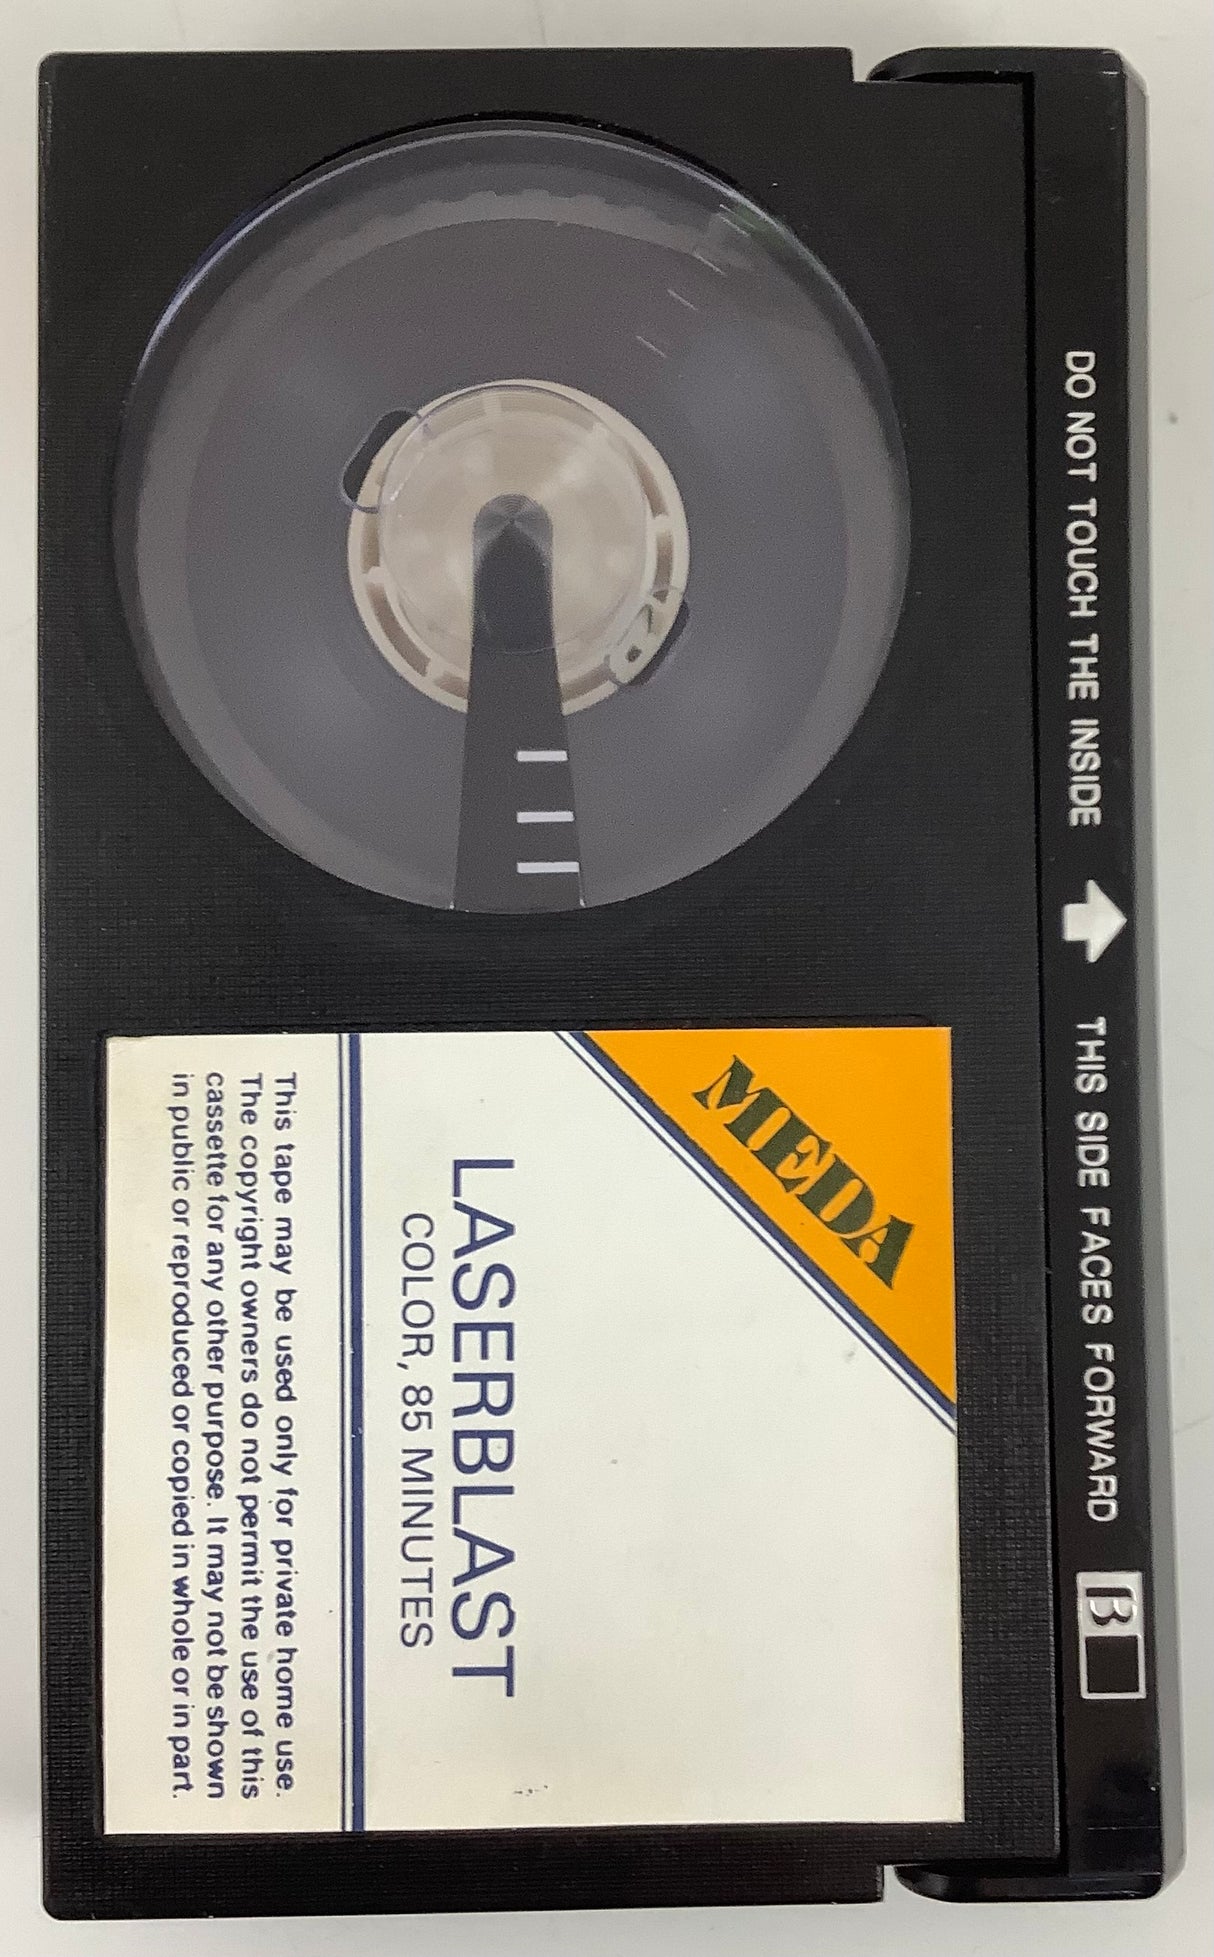 DO NOT TOUCH THE INSIDE
THIS SIDE FACES FORWARD
B
MEDA
LASERBLAST
COLOR, 85 MINUTES
This tape may be used only for private home use.
The copyright owners do not permit the use of this
cassette for any other purpose. It may not be shown
in public or reproduced or copied in whole or in part.